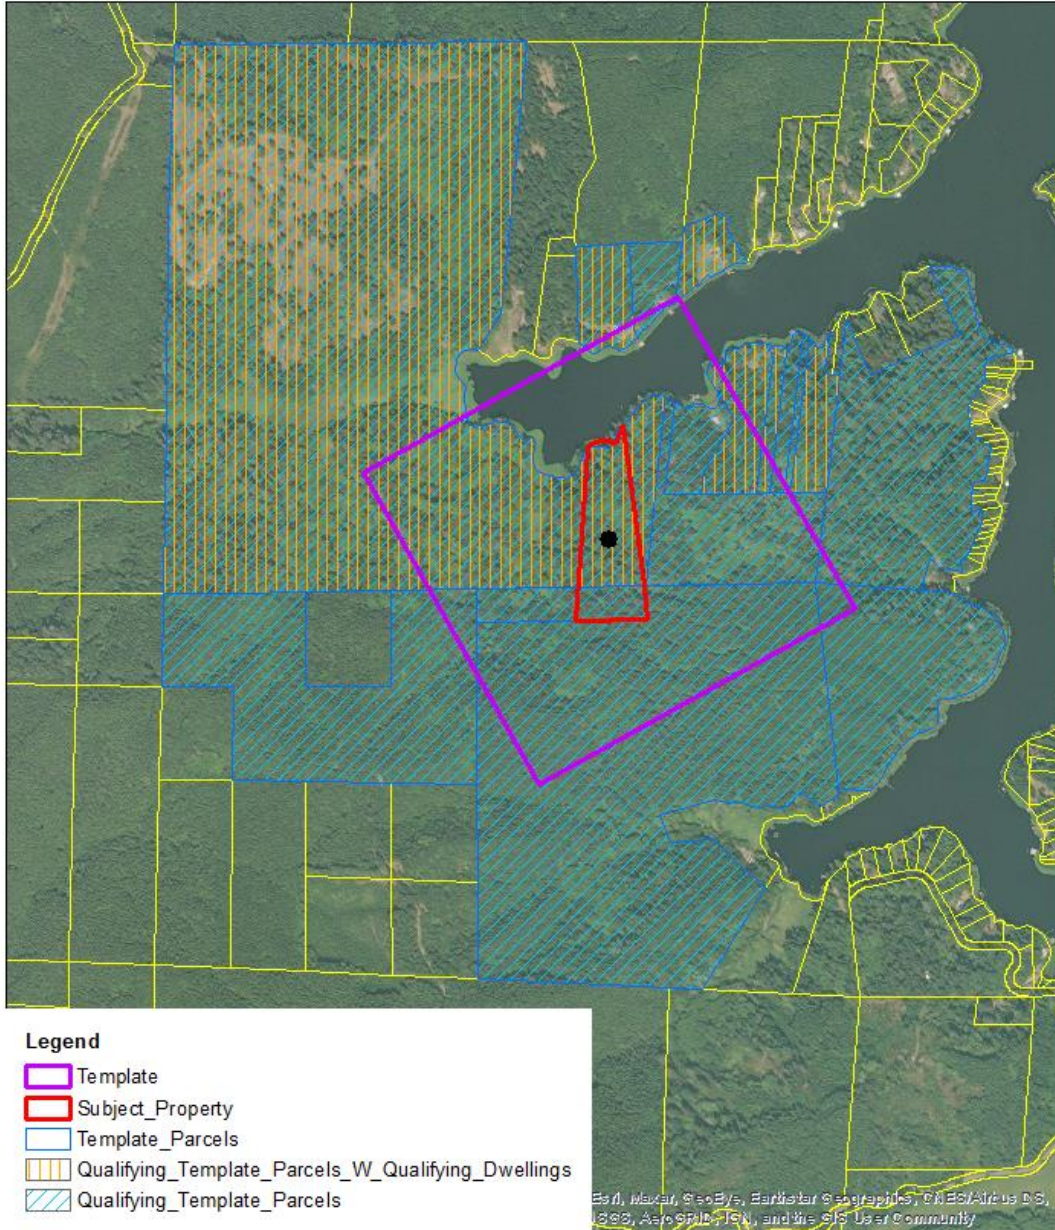 Legend
Template
Subject_Property
Template_Parcels
Qualifying_Template_Parcels_W_Qualifying_Dwellings
Qualifying_Template_Parcels
Esri, Maxar, GeoEye, Earthstar Geographics, CNES/Airbus DS,
USGS, AeroGRID, IGN, and the GIS User Community